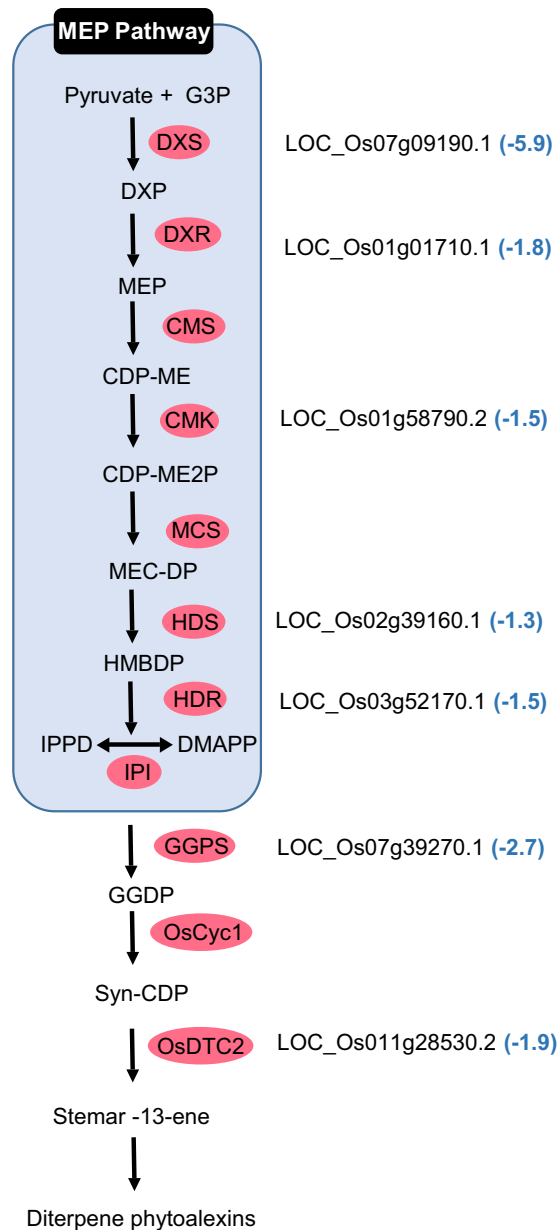 MEP Pathway
Pyruvate + G3P
DXS LOC_Os07g09190.1 (-5.9)
DXP
DXR LOC_Os01g01710.1 (-1.8)
MEP
CMS
CDP-ME
CMK LOC_Os01g58790.2 (-1.5)
CDP-ME2P
MCS
MEC-DP
HDS LOC_Os02g39160.1 (-1.3)
HMBDP
HDR LOC_Os03g52170.1 (-1.5)
IPPD DMAPP
IPI
GGPS LOC_Os07g39270.1 (-2.7)
GGDP
OsCyc1
Syn-CDP
OsDTC2 LOC_Os011g28530.2 (-1.9)
Stemar -13-ene
Diterpene phytoalexins